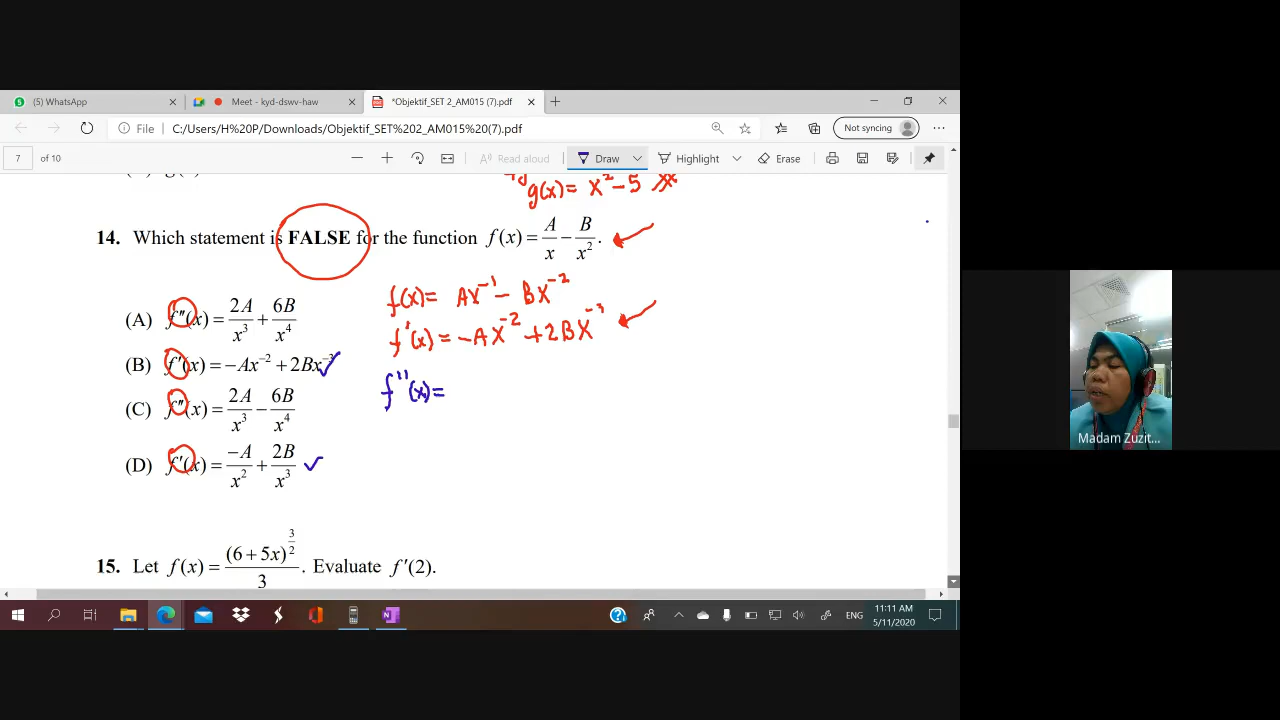 (5) WhatsApp
Meet - kyd-dswv-haw
*Objektif_SET 2_AM015 (7).pdf
File C:/Users/H%20P/Downloads/Objektif_SET%202_AM015%20(7).pdf
Not syncing
7 of 10
Read aloud
Draw
Highlight
Erase
g(x) = x² - 5
14. Which statement is FALSE for the function f(x) = A/x - B/x².
f(x) = Ax⁻¹ - Bx⁻²
f'(x) = -Ax⁻² + 2Bx⁻³
f''(x) =
(A) f''(x) = 2A/x³ + 6B/x⁴
(B) f'(x) = -Ax⁻² + 2Bx⁻³
(C) f''(x) = 2A/x³ - 6B/x⁴
(D) f'(x) = -A/x² + 2B/x³
15. Let f(x) = (6 + 5x)^(3/2)/3. Evaluate f'(2).
Madam Zuzit...
ENG
11:11 AM
5/11/2020